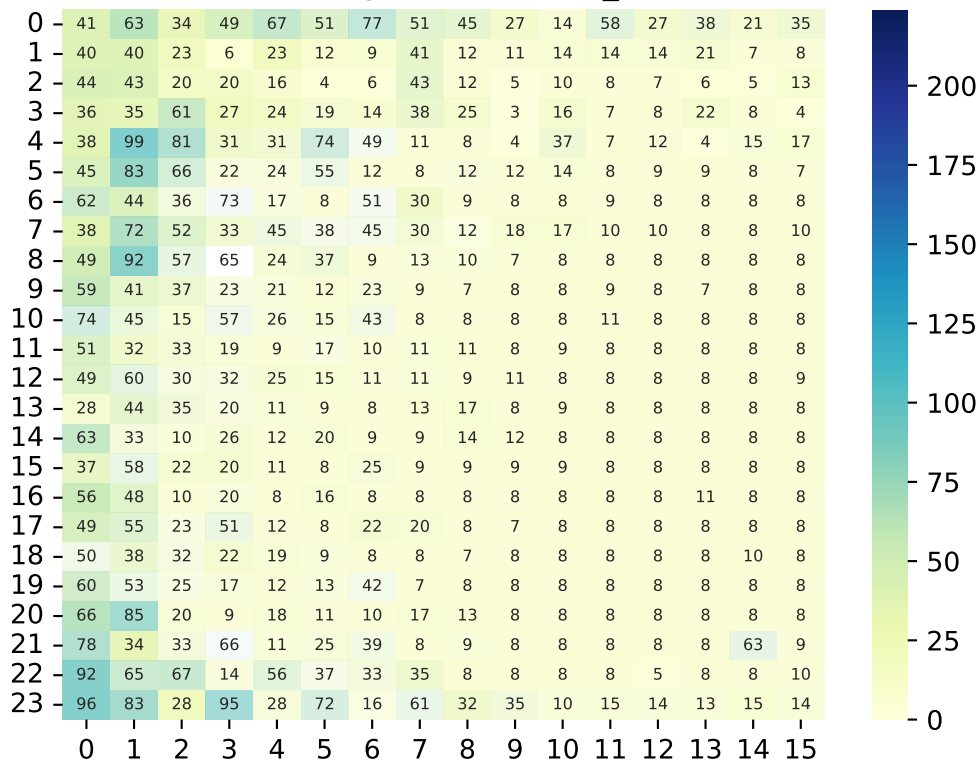 0 41 63 34 49 67 51 77 51 45 27 14 58 27 38 21 35
1 40 40 23 6 23 12 9 41 12 11 14 14 14 21 7 8
2 44 43 20 20 16 4 6 43 12 5 10 8 7 6 5 13
3 36 35 61 27 24 19 14 38 25 3 16 7 8 22 8 4
4 38 99 81 31 31 74 49 11 8 4 37 7 12 4 15 17
5 45 83 66 22 24 55 12 8 12 12 14 8 9 9 8 7
6 62 44 36 73 17 8 51 30 9 8 8 9 8 8 8 8
7 38 72 52 33 45 38 45 30 12 18 17 10 10 8 8 10
8 49 92 57 65 24 37 9 13 10 7 8 8 8 8 8 8
9 59 41 37 23 21 12 23 9 7 8 8 9 8 7 8 8
10 74 45 15 57 26 15 43 8 8 8 8 11 8 8 8 8
11 51 32 33 19 9 17 10 11 11 8 9 8 8 8 8 8
12 49 60 30 32 25 15 11 11 9 11 8 8 8 8 8 9
13 28 44 35 20 11 9 8 13 17 8 9 8 8 8 8 8
14 63 33 10 26 12 20 9 9 14 12 8 8 8 8 8 8
15 37 58 22 20 11 8 25 9 9 9 9 8 8 8 8 8
16 56 48 10 20 8 16 8 8 8 8 8 8 8 11 8 8
17 49 55 23 51 12 8 22 20 8 7 8 8 8 8 8 8
18 50 38 32 22 19 9 8 8 7 8 8 8 8 8 10 8
19 60 53 25 17 12 13 42 7 8 8 8 8 8 8 8 8
20 66 85 20 9 18 11 10 17 13 8 8 8 8 8 8 8
21 78 34 33 66 11 25 39 8 9 8 8 8 8 8 63 9
22 92 65 67 14 56 37 33 35 8 8 8 8 5 8 8 10
23 96 83 28 95 28 72 16 61 32 35 10 15 14 13 15 14
0 1 2 3 4 5 6 7 8 9 10 11 12 13 14 15
200
175
150
125
100
75
50
25
0